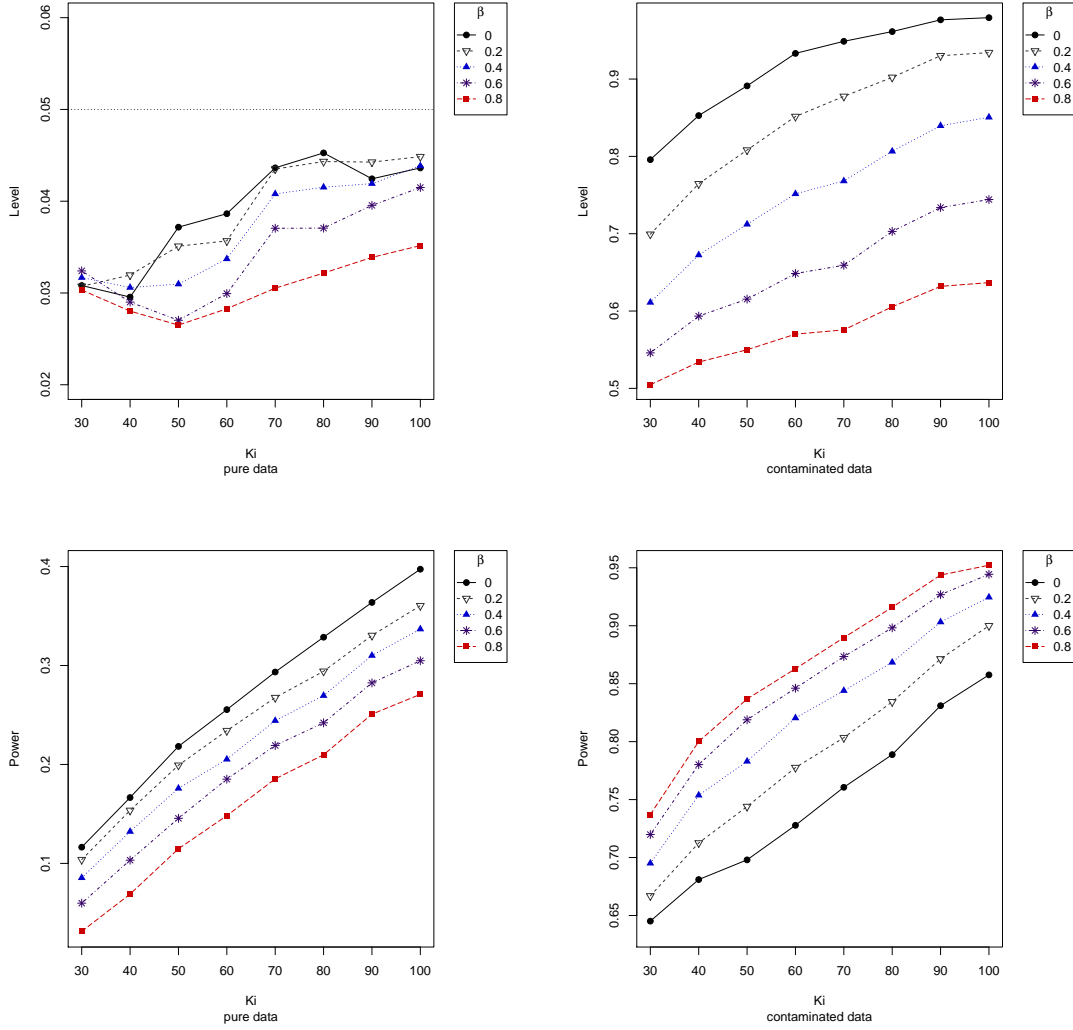 0.02 0.03 0.04 0.05 0.06
Level
30 40 50 60 70 80 90 100
Ki
pure data
β
0
0.2
0.4
0.6
0.8
0.5 0.6 0.7 0.8 0.9
Level
30 40 50 60 70 80 90 100
Ki
contaminated data
β
0
0.2
0.4
0.6
0.8
0.1 0.2 0.3 0.4
Power
30 40 50 60 70 80 90 100
Ki
pure data
β
0
0.2
0.4
0.6
0.8
0.65 0.70 0.75 0.80 0.85 0.90 0.95
Power
30 40 50 60 70 80 90 100
Ki
contaminated data
β
0
0.2
0.4
0.6
0.8